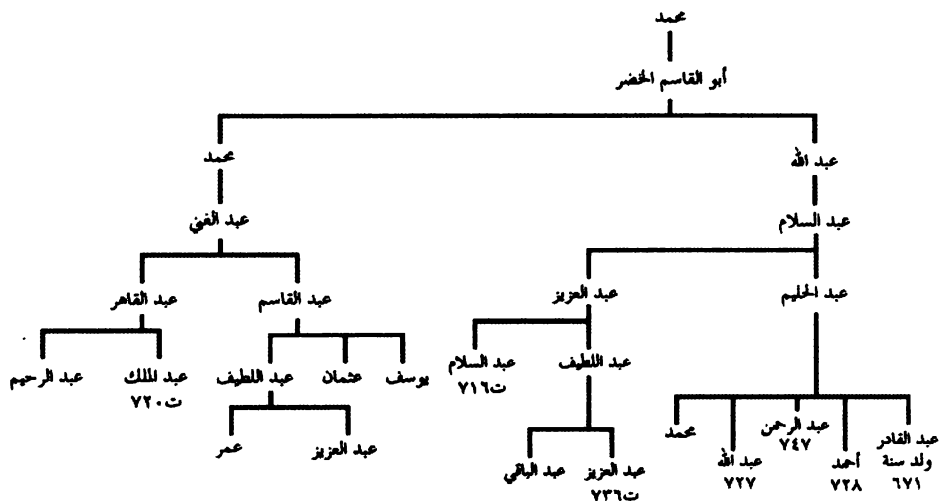 محمد
أبو القاسم الخضر
عبد الله
محمد
عبد السلام
عبد الغني
عبد الحليم
عبد العزيز
عبد القاسم
عبد القاهر
عبد اللطيف
عبد السلام
ت٧١٦
يوسف
عثمان
عبد اللطيف
عبد الملك
ت٧٢٠
عبد الرحيم
عبد العزيز
عمر
عبد القادر
ولد سنة
٦٧١
أحمد
٧٢٨
عبد الرحمن
٧٤٧
عبد الله
٧٢٧
محمد
عبد العزيز
ت٧٣٦
عبد الباقي